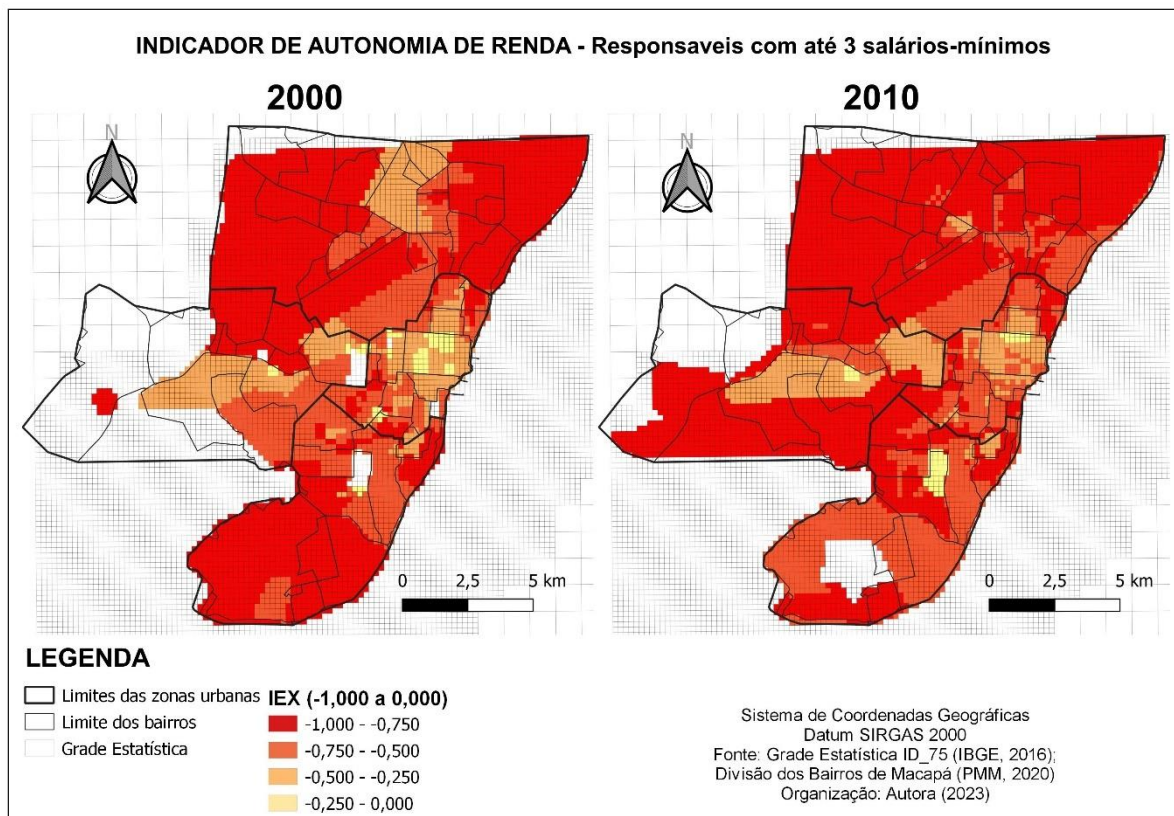 INDICADOR DE AUTONOMIA DE RENDA - Responsaveis com até 3 salários-mínimos
2000
2010
N
N
0 2,5 5 km
0 2,5 5 km
LEGENDA
Limites das zonas urbanas
Limite dos bairros
Grade Estatística
IEX (-1,000 a 0,000)
-1,000 - -0,750
-0,750 - -0,500
-0,500 - -0,250
-0,250 - 0,000
Sistema de Coordenadas Geográficas
Datum SIRGAS 2000
Fonte: Grade Estatística ID_75 (IBGE, 2016);
Divisão dos Bairros de Macapá (PMM, 2020)
Organização: Autora (2023)